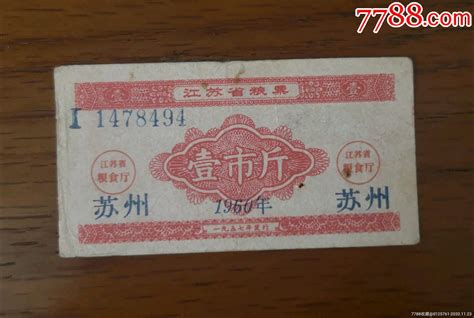 7788.com
江苏省粮票
壹 壹
I 1478494
江苏省
粮食厅
壹市斤
江苏省
粮食厅
苏州
1960年
苏州
一九五七年发行